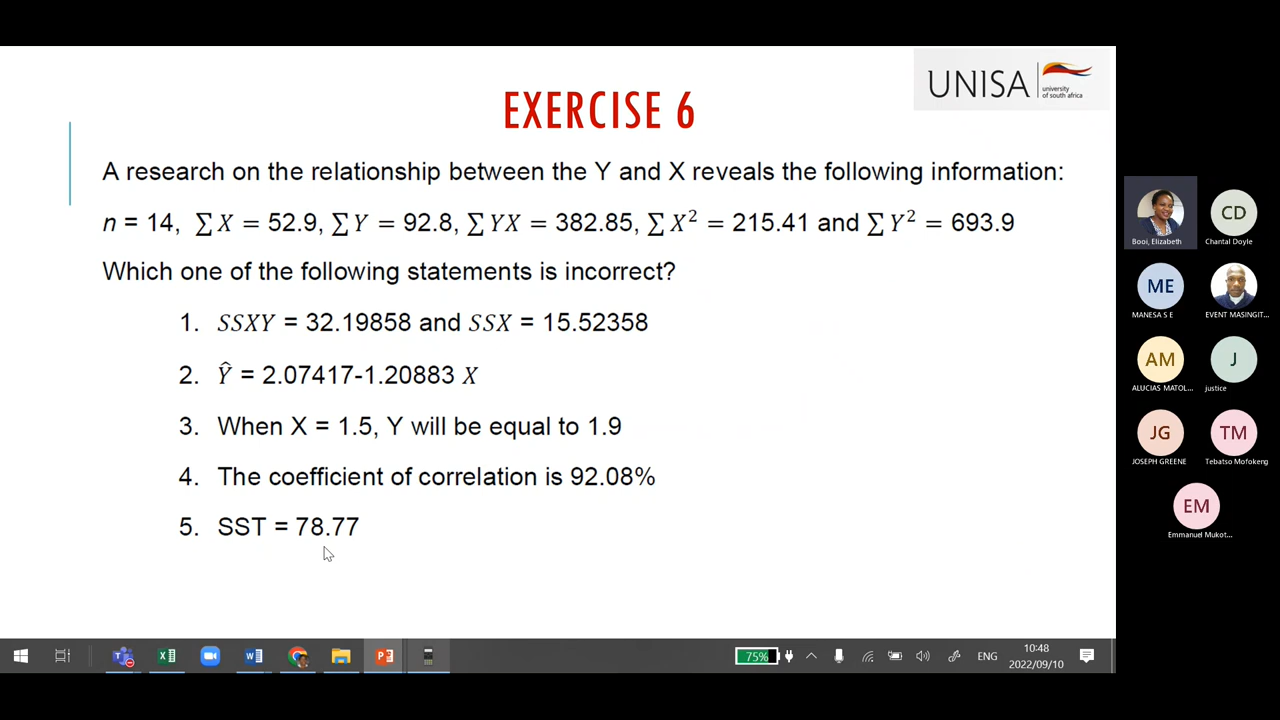 UNISA
university
of south africa
EXERCISE 6
A research on the relationship between the Y and X reveals the following information:
n = 14, ∑X = 52.9, ∑Y = 92.8, ∑YX = 382.85, ∑X² = 215.41 and ∑Y² = 693.9
Which one of the following statements is incorrect?
1. SSXY = 32.19858 and SSX = 15.52358
2. Ŷ = 2.07417-1.20883 X
3. When X = 1.5, Y will be equal to 1.9
4. The coefficient of correlation is 92.08%
5. SST = 78.77
Booi, Elizabeth
CD
Chantal Doyle
ME
MANESA S E
EVENT MASINGIT...
AM
ALUCIAS MATOL...
J
justice
JG
JOSEPH GREENE
TM
Tebatso Mofokeng
EM
Emmanuel Mukot...
75%
ENG
10:48
2022/09/10